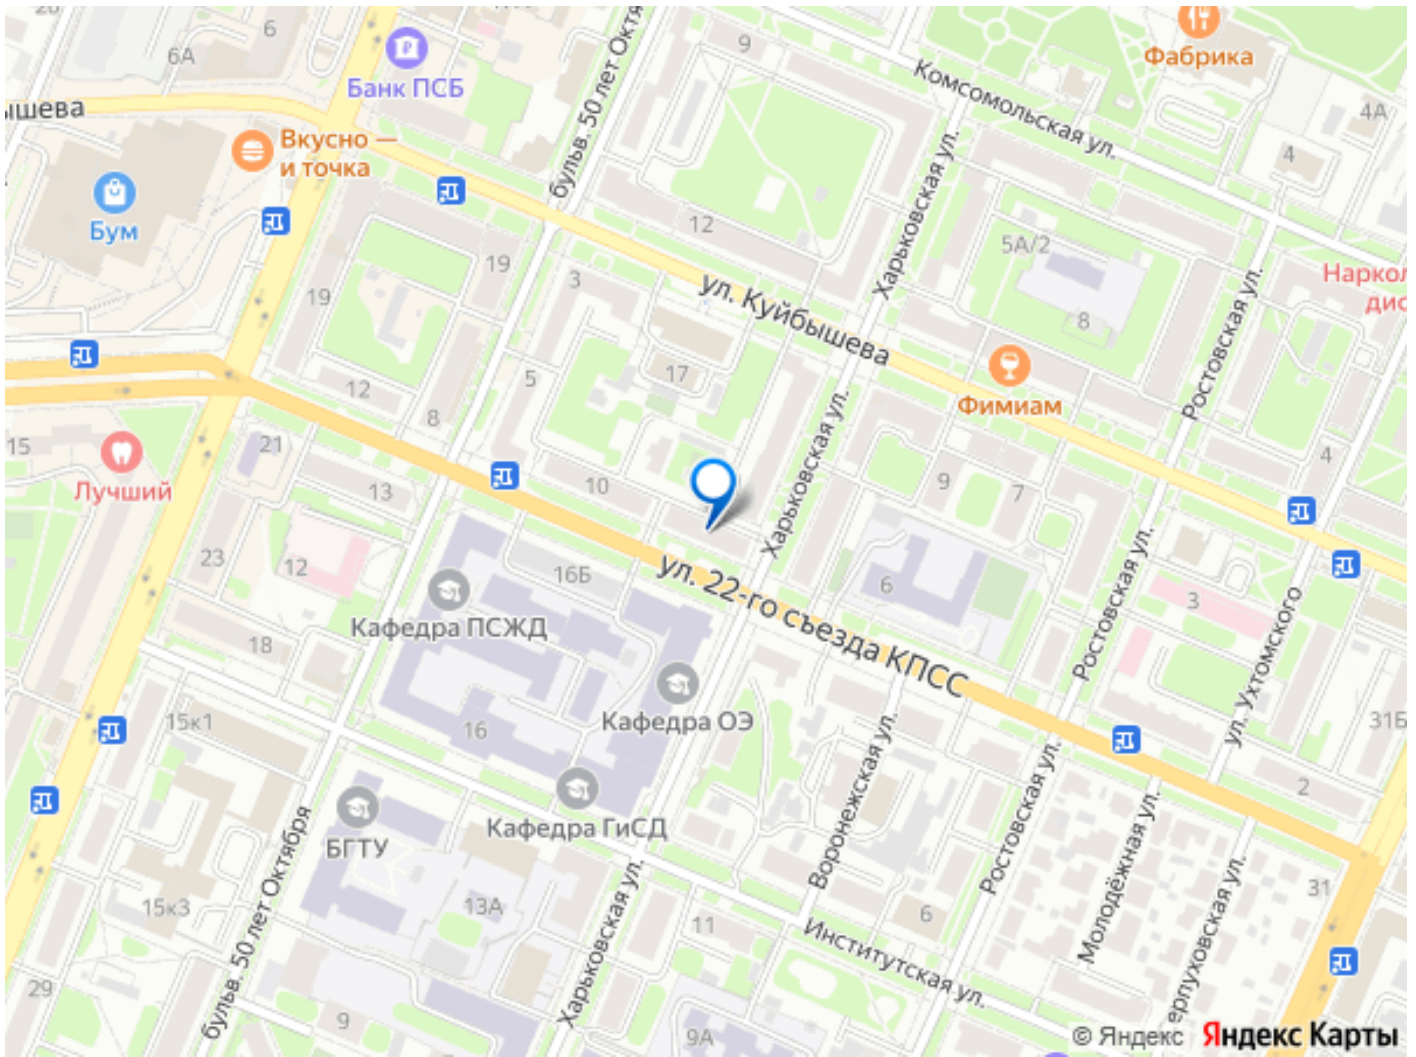 6
6А
Банк ПСБ
бульв. 50 лет Октя
9
Фабрика
Комсомольская ул.
4А
4
ышева
Вкусно —
и точка
Бум
12
Харьковская ул.
5А/2
8
Ростовская ул.
Наркол
дис
19
19
3
ул. Куйбышева
17
5
12
8
Фимиам
15
Лучший
21
13
10
Харьковская ул.
9
7
4
23
12
16Б
ул. 22-го съезда КПСС
6
Ростовская ул.
3
ул. Ухтомского
Кафедра ПСЖД
18
15к1
16
Кафедра ОЭ
31Б
Воронежская ул.
Ростовская ул.
2
Кафедра ГиСД
БГТУ
Молодёжная ул.
бульв. 50 лет Октября
15к3
13А
Харьковская ул.
11
6
31
Институтская ул.
ерпуховская ул.
29
9
9А
© Яндекс Яндекс Карты